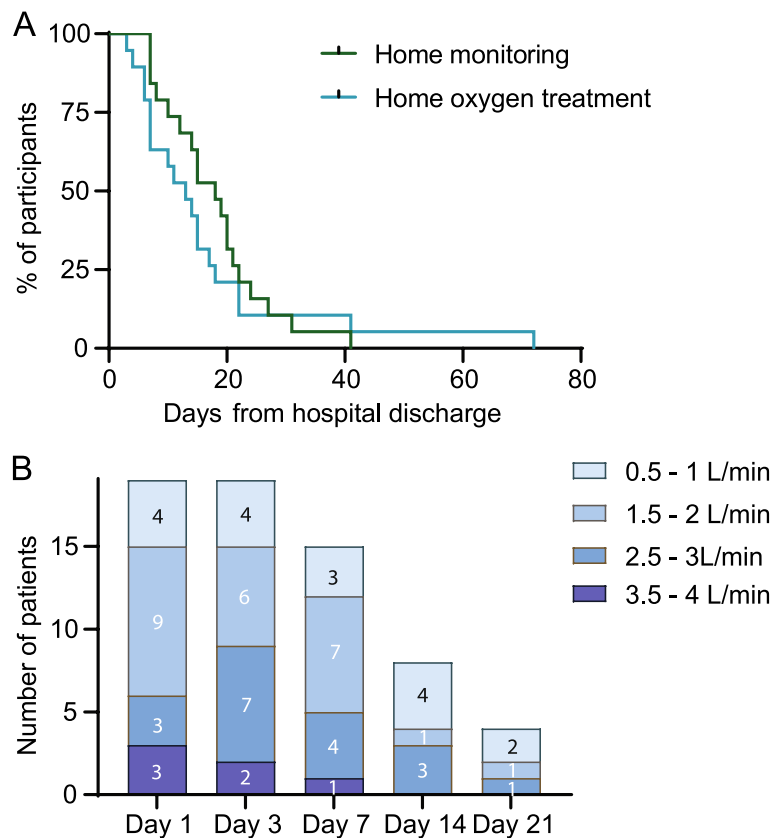 A
100
75
50
25
0
% of participants
Home monitoring
Home oxygen treatment
0 20 40 60 80
Days from hospital discharge
B
Number of patients
15
10
5
0
4 4 3 4 2
9 6 7 1 1
3 7 4 3 1
3 2 1
Day 1 Day 3 Day 7 Day 14 Day 21
0.5 - 1 L/min
1.5 - 2 L/min
2.5 - 3L/min
3.5 - 4 L/min